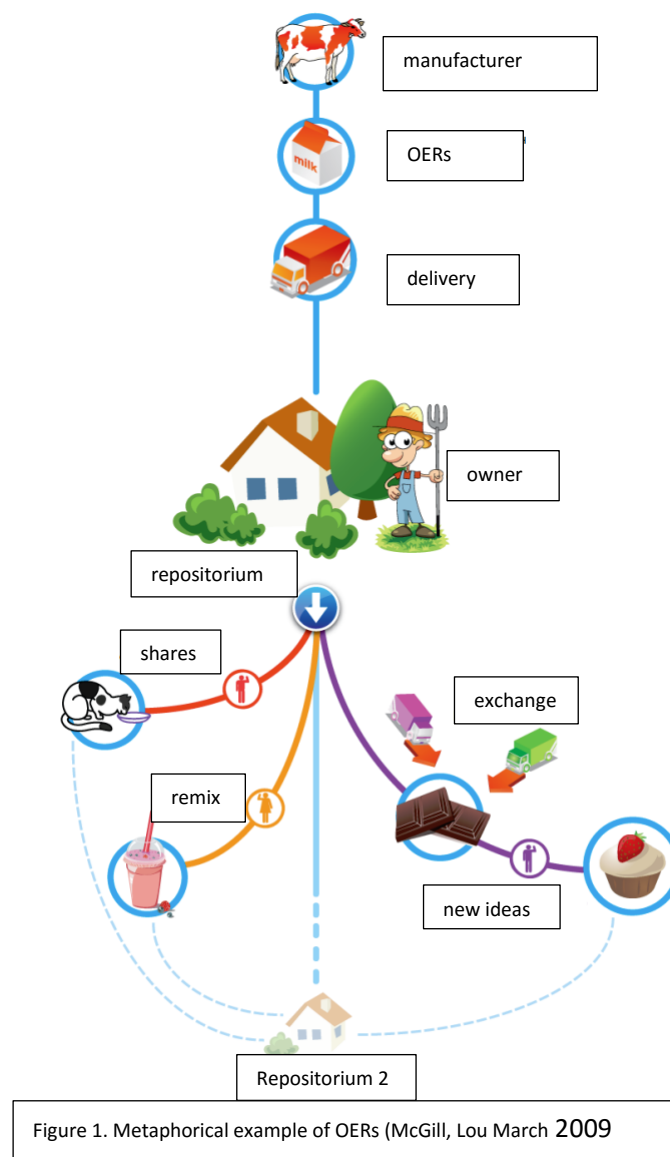 manufacturer
milk
OERs
delivery
owner
repositorium
shares
exchange
remix
new ideas
Repositorium 2
Figure 1. Metaphorical example of OERs (McGill, Lou March 2009